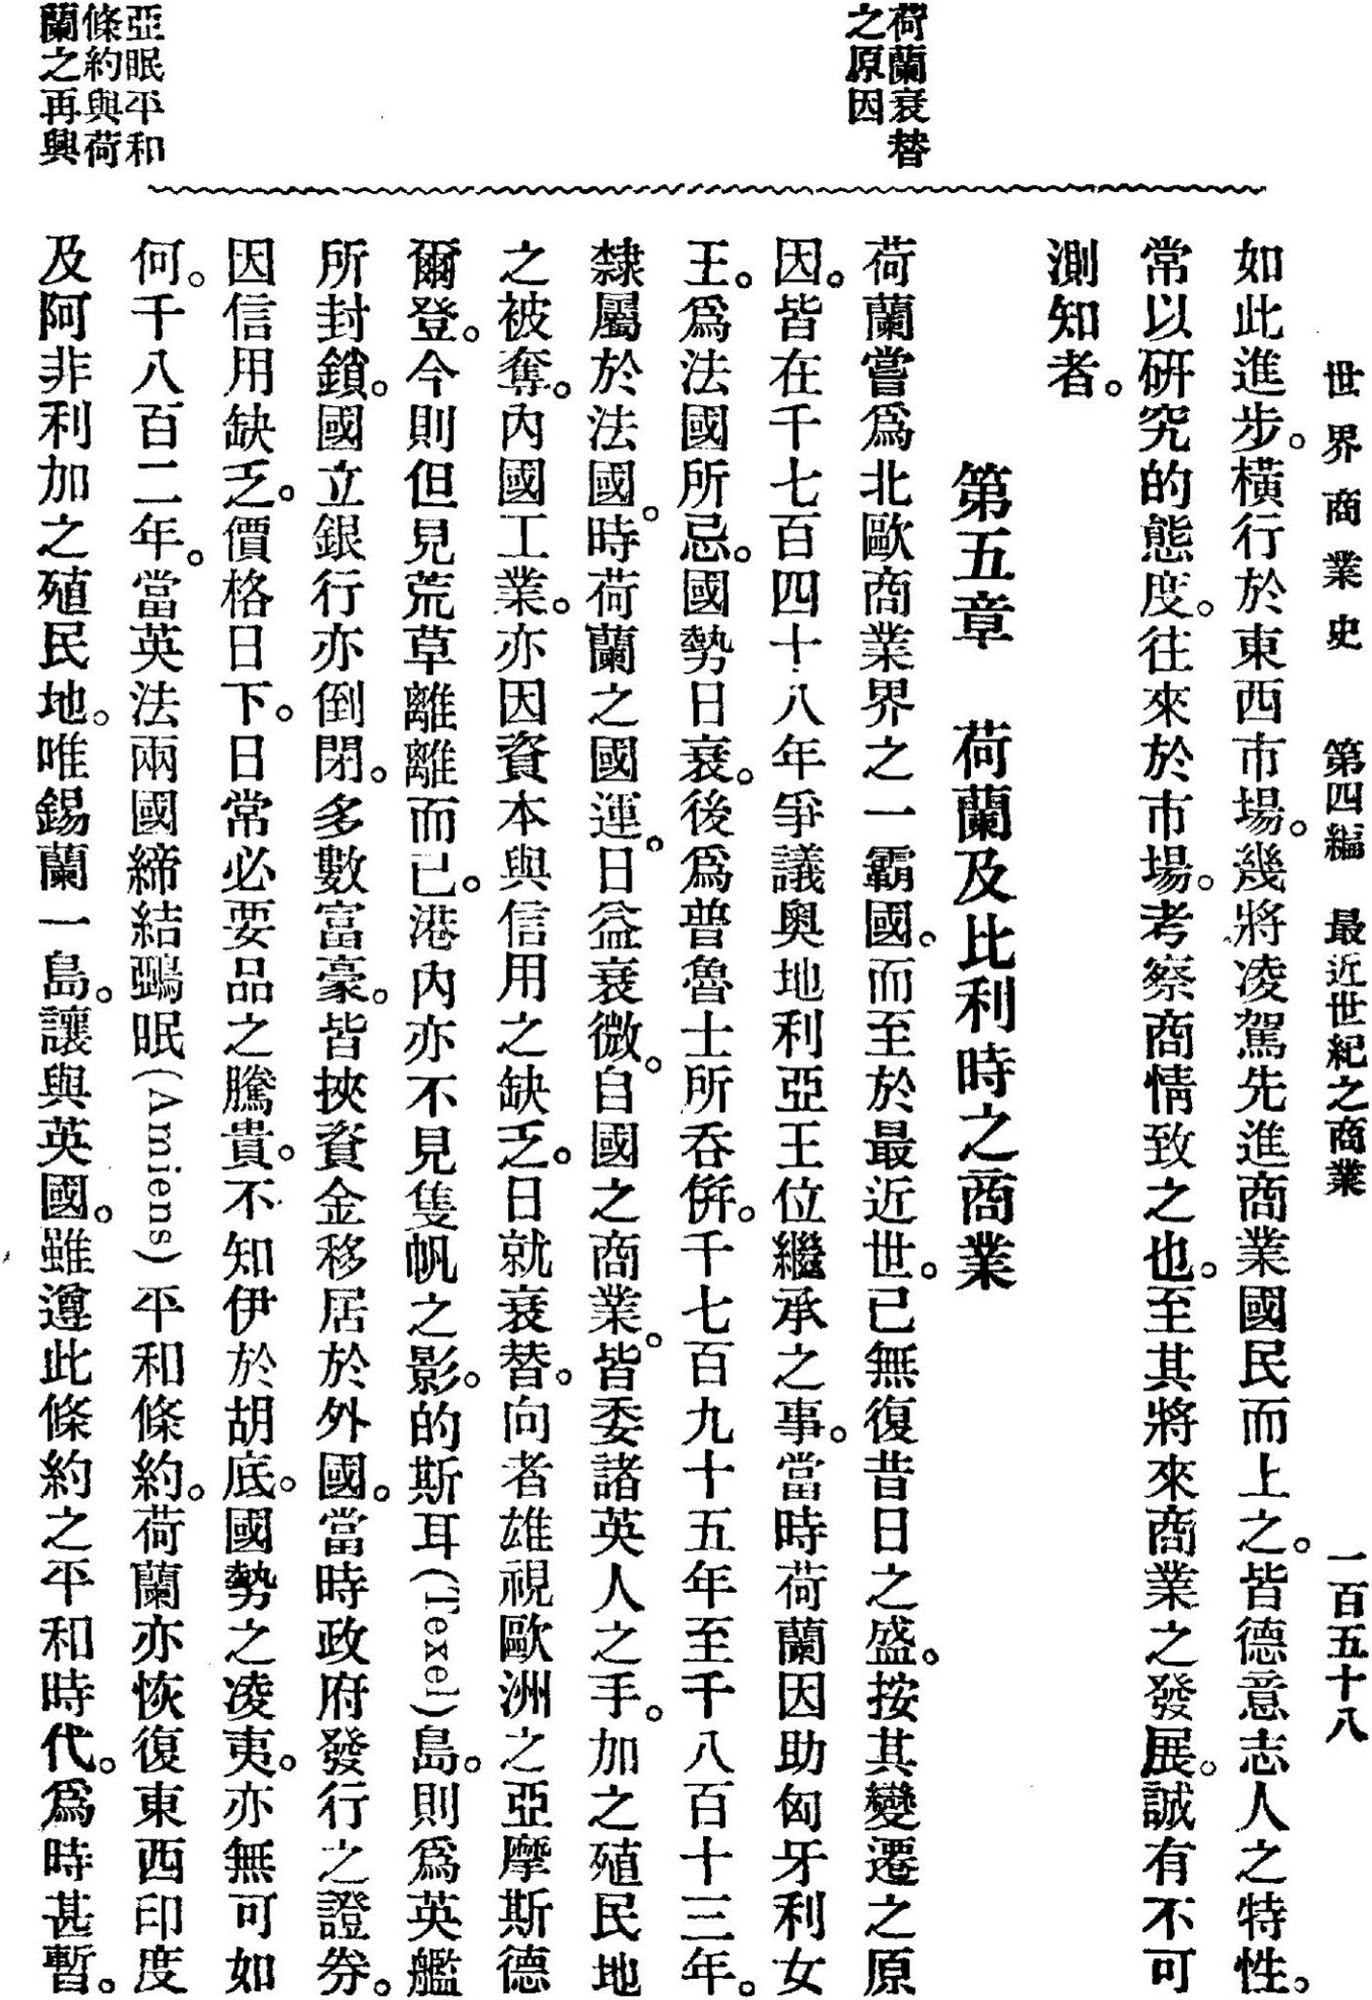 世界商業史　第四編　最近世紀之商業　一百五十八
如此進步。橫行於東西市場。幾將凌駕先進商業國民而上之。皆德意志人之特性。
常以研究的態度。往來於市場。考察商情致之也。至其將來商業之發展。誠有不可
測知者。
第五章　荷蘭及比利時之商業
荷蘭衰替
之原因
荷蘭嘗爲北歐商業界之一霸國。而至於最近世。已無復昔日之盛。按其變遷之原
因。皆在千七百四十八年爭議奧地利亞王位繼承之事。當時荷蘭因助匈牙利女
王。爲法國所忌。國勢日衰。後爲普魯士所呑併。千七百九十五年至千八百十三年。
隸屬於法國。時荷蘭之國運。日益衰微。自國之商業。皆委諸英人之手。加之殖民地
之被奪。內國工業。亦因資本與信用之缺乏。日就衰替。向者雄視歐洲之亞摩斯德
爾登。今則但見荒草離離而已。港內亦不見隻帆之影。的斯耳(Texel)島。則爲英艦
所封鎖。國立銀行亦倒閉。多數富豪。皆挾資金移居於外國。當時政府發行之證券。
因信用缺乏。價格日下。日常必要品之騰貴。不知伊於胡底。國勢之凌夷。亦無可如
何。千八百二年。當英法兩國締結鵶眠(Amiens)平和條約。荷蘭亦恢復東西印度
亞眠平和
條約與荷
蘭之再興
及阿非利加之殖民地。唯錫蘭一島。讓與英國。雖遵此條約之平和時代。爲時甚暫。